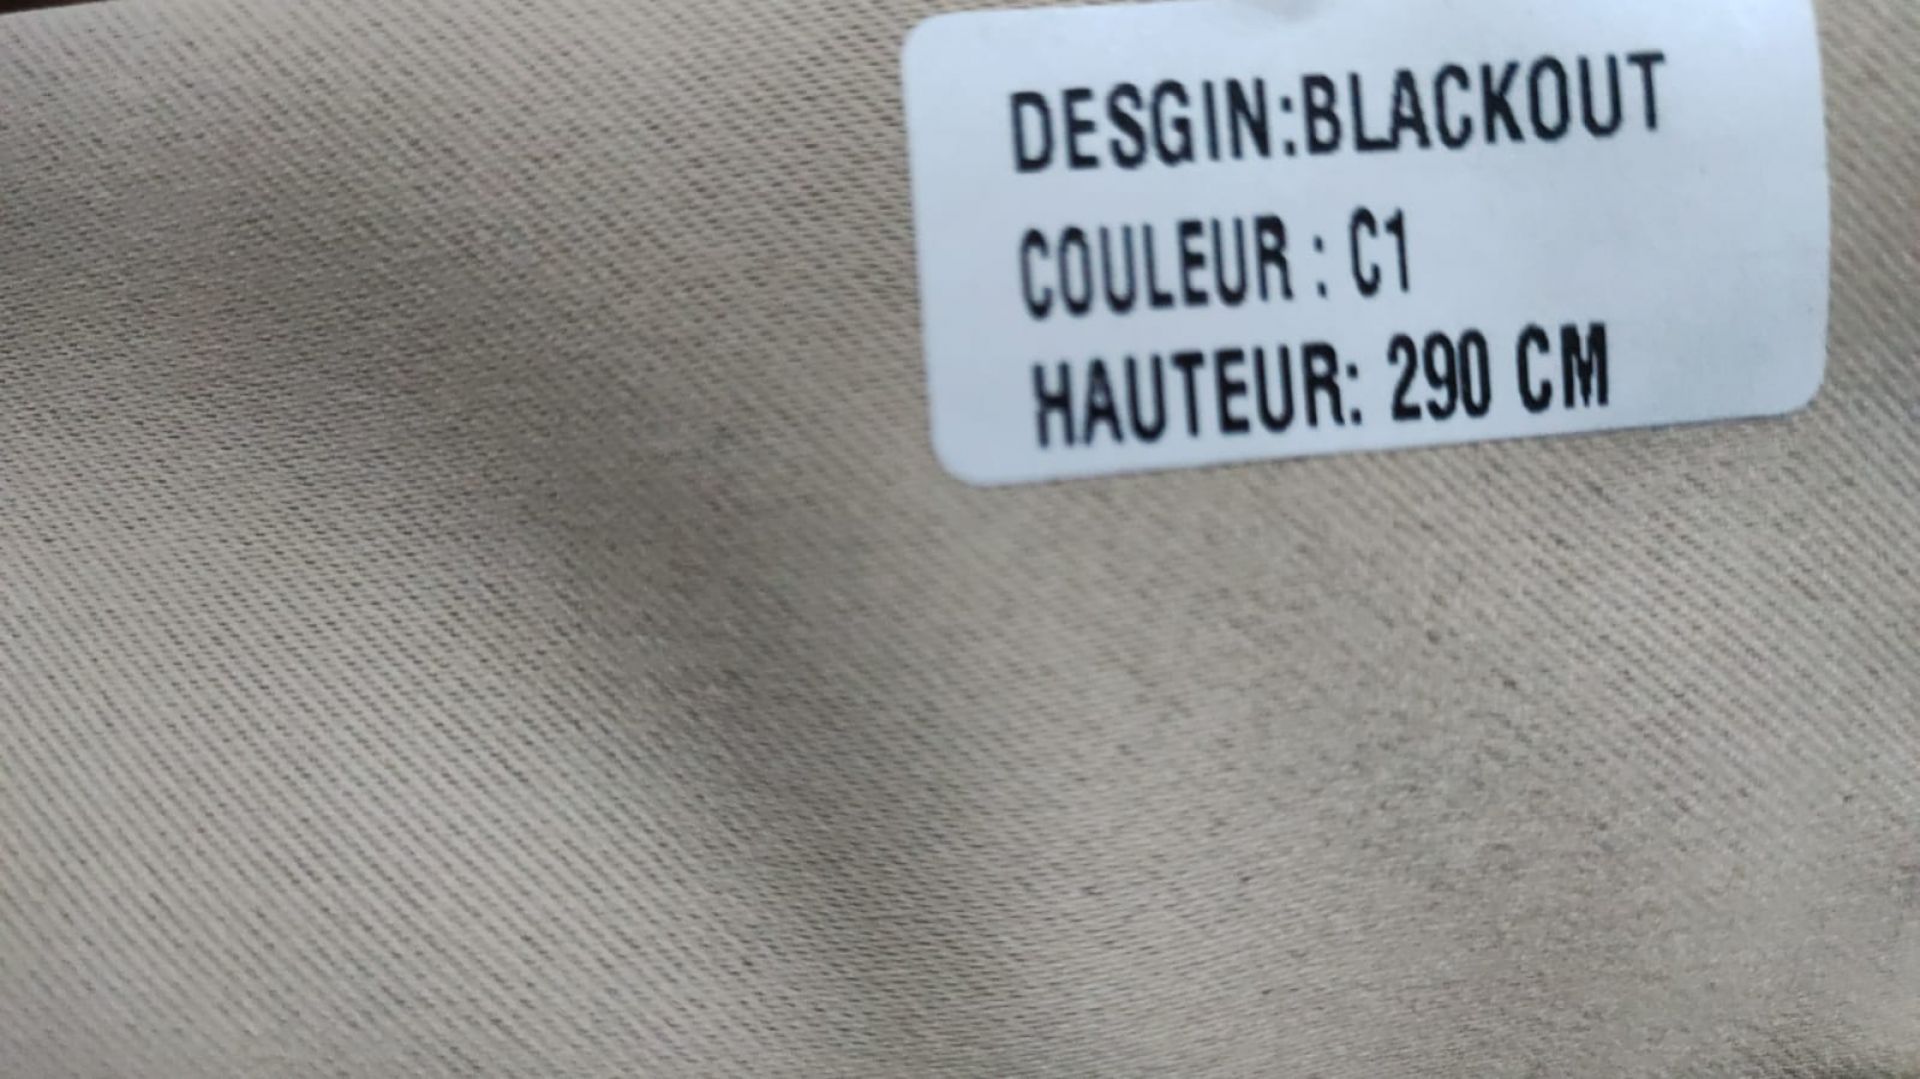 DESGIN:BLACKOUT
COULEUR : C1
HAUTEUR: 290 CM